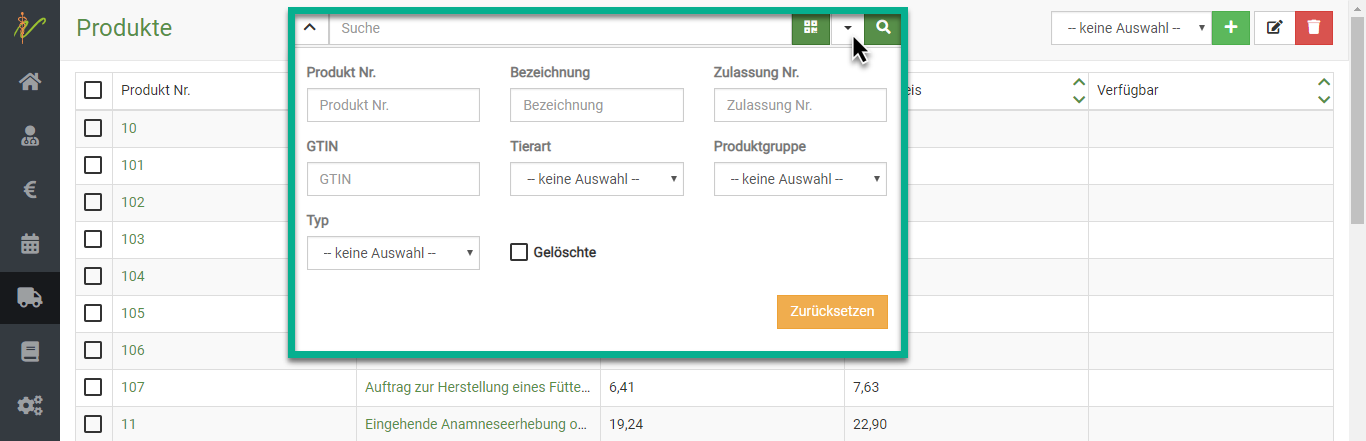 Produkte
Suche
-- keine Auswahl --
Produkt Nr. Bezeichnung Zulassung Nr.
Produkt Nr. Bezeichnung Zulassung Nr.
GTIN Tierart Produktgruppe
GTIN -- keine Auswahl -- -- keine Auswahl --
Typ
-- keine Auswahl -- Gelöschte
Zurücksetzen
Produkt Nr. eis Verfügbar
10
101
102
103
104
105
106
107 Auftrag zur Herstellung eines Fütte... 6,41 7,63
11 Eingehende Anamneseerhebung o... 19,24 22,90